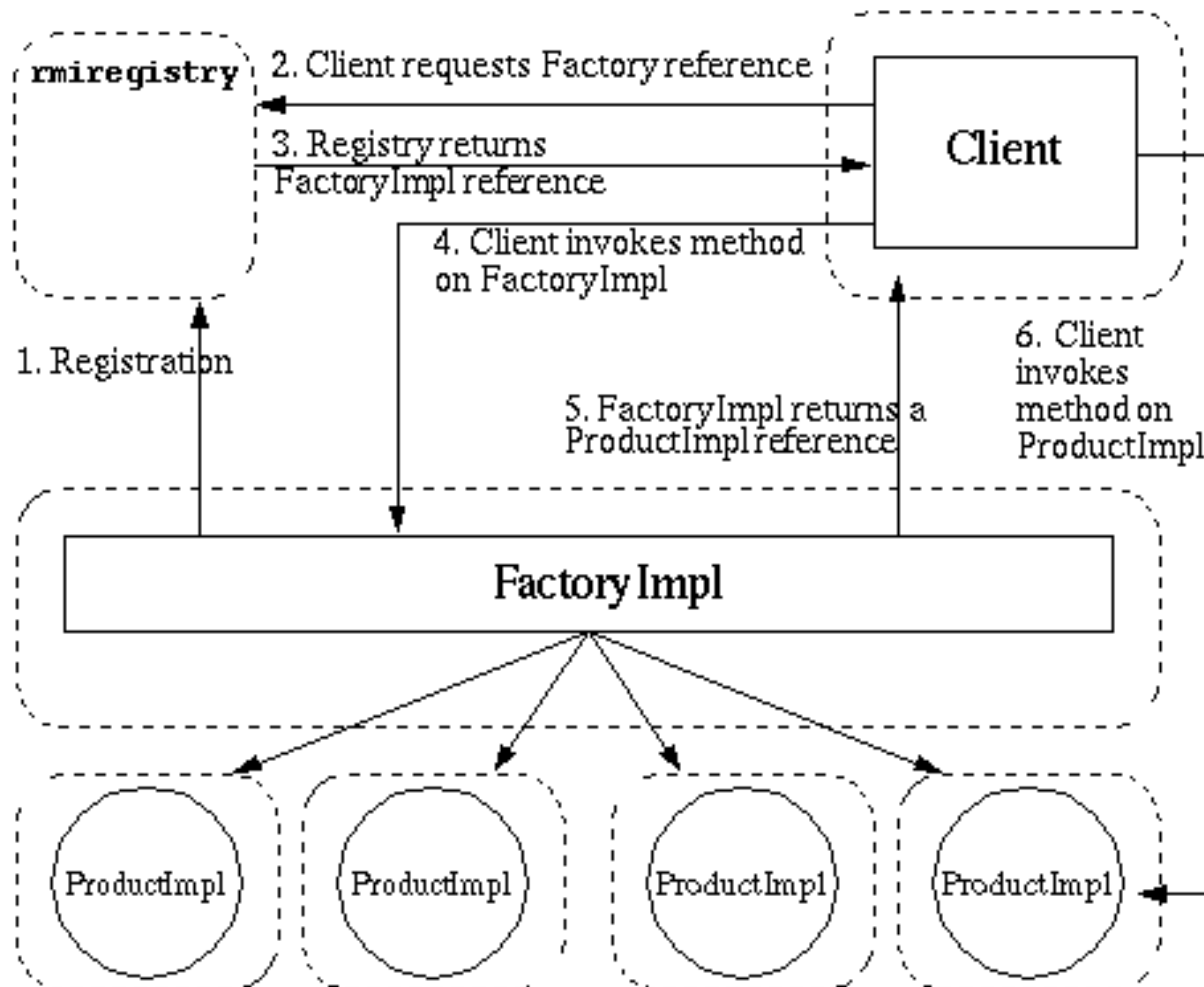 rmiregistry
2. Client requests Factory reference
3. Registry returns
FactoryImpl reference
Client
4. Client invokes method
on FactoryImpl
1. Registration
5. FactoryImpl returns a
ProductImpl reference
6. Client
invokes
method on
ProductImpl
FactoryImpl
ProductImpl
ProductImpl
ProductImpl
ProductImpl